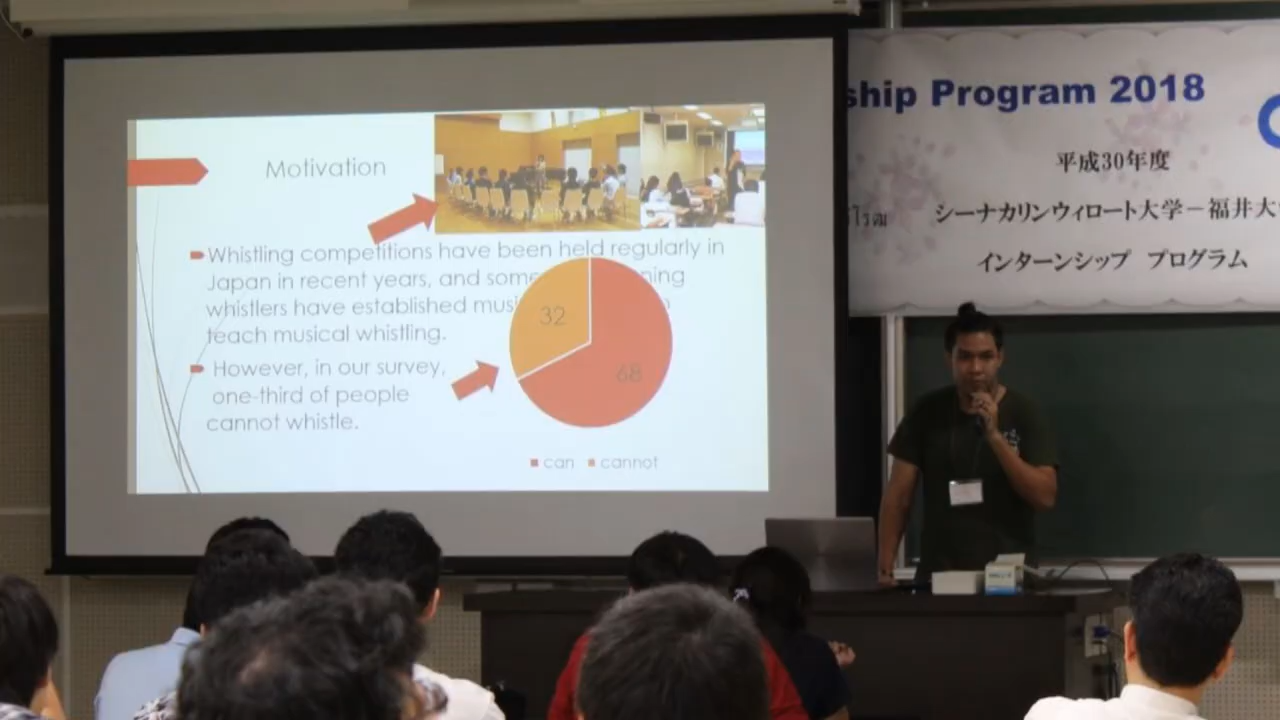 Motivation
Whistling competitions have been held regularly in
Japan in recent years, and some ning
whistlers have established musi
teach musical whistling.
However, in our survey,
one-third of people
cannot whistle.
32
68
can cannot
ship Program 2018
平成30年度
シーナカリンウィロート大学－福井大
インターンシップ プログラム